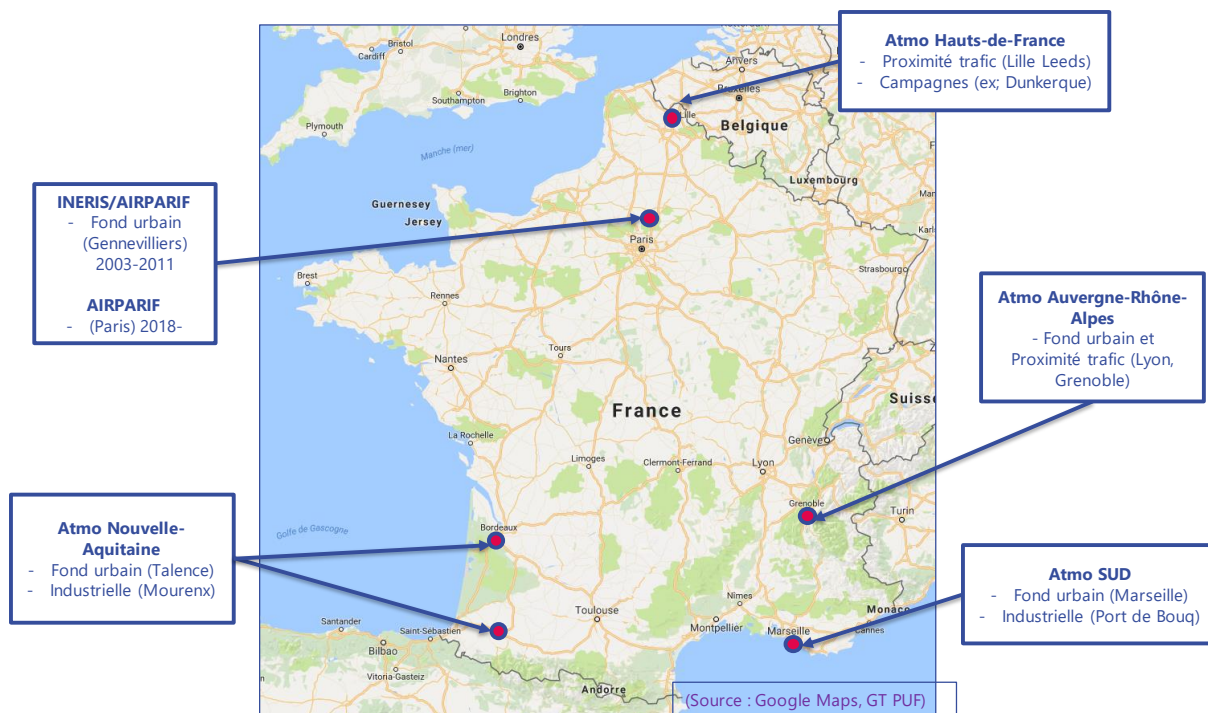 Atmo Hauts-de-France
- Proximité trafic (Lille Leeds)
- Campagnes (ex; Dunkerque)
INERIS/AIRPARIF
- Fond urbain
(Gennevilliers)
2003-2011
AIRPARIF
- (Paris) 2018-
Atmo Auvergne-Rhône-
Alpes
- Fond urbain et
Proximité trafic (Lyon,
Grenoble)
Atmo Nouvelle-
Aquitaine
- Fond urbain (Talence)
- Industrielle (Mourenx)
Atmo SUD
- Fond urbain (Marseille)
- Industrielle (Port de Bouq)
Londres
Bristol
Cardiff
Southampton
Brighton
Plymouth
Anvers
Bruxelles
Lille
Belgique
Manche (mer)
Luxembourg
Guernesey
Jersey
Paris
Strasbourg
Brest
Rennes
Nantes
Tours
France
Suisse
La Rochelle
Limoges
Clermont-Ferrand
Lyon
Genève
Grenoble
Turin
Golfe de Gascogne
Bordeaux
Nîmes
Monaco
Toulouse
Montpellier
Marseille
Cannes
Santander
Saint-Sébastien
Bilbao
Vitoria-Gasteiz
Andorre
(Source : Google Maps, GT PUF)